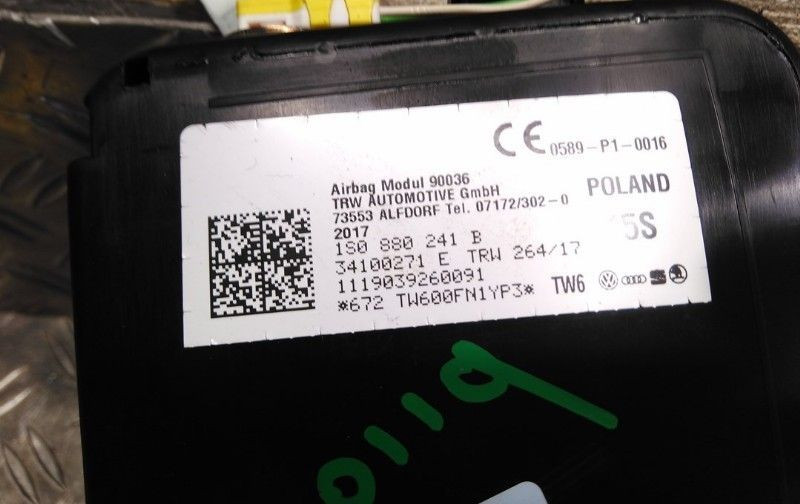 CE 0589-P1-0016
Airbag Modul 90036
TRW AUTOMOTIVE GmbH
73553 ALFDORF Tel. 07172/302-0
POLAND
2017
1S0 880 241 B
5S
34100271 E TRW 264/17
1119039260091
*672 TW600FN1YP3*
TW6